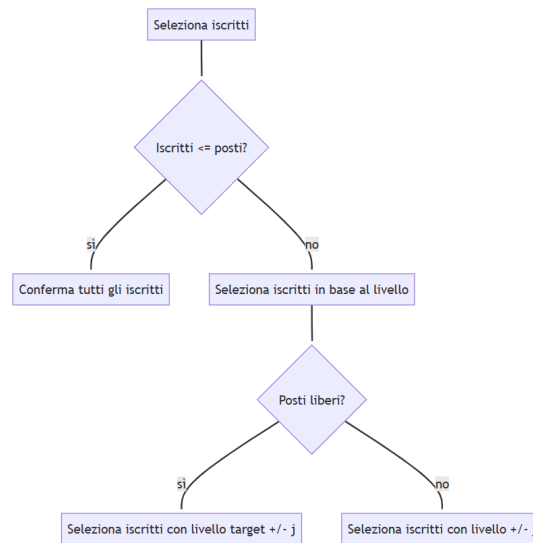 Seleziona iscritti
Iscritti <= posti?
sì
no
Conferma tutti gli iscritti
Seleziona iscritti in base al livello
Posti liberi?
sì
no
Seleziona iscritti con livello target +/- j
Seleziona iscritti con livello +/- j